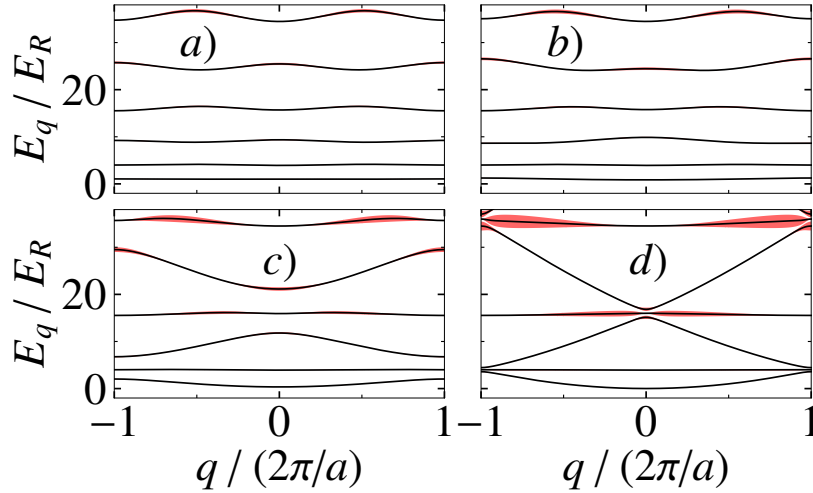 a) b)
E_q / E_R
20
0
c) d)
E_q / E_R
20
0
−1 0 1 −1 0 1
q / (2π/a) q / (2π/a)